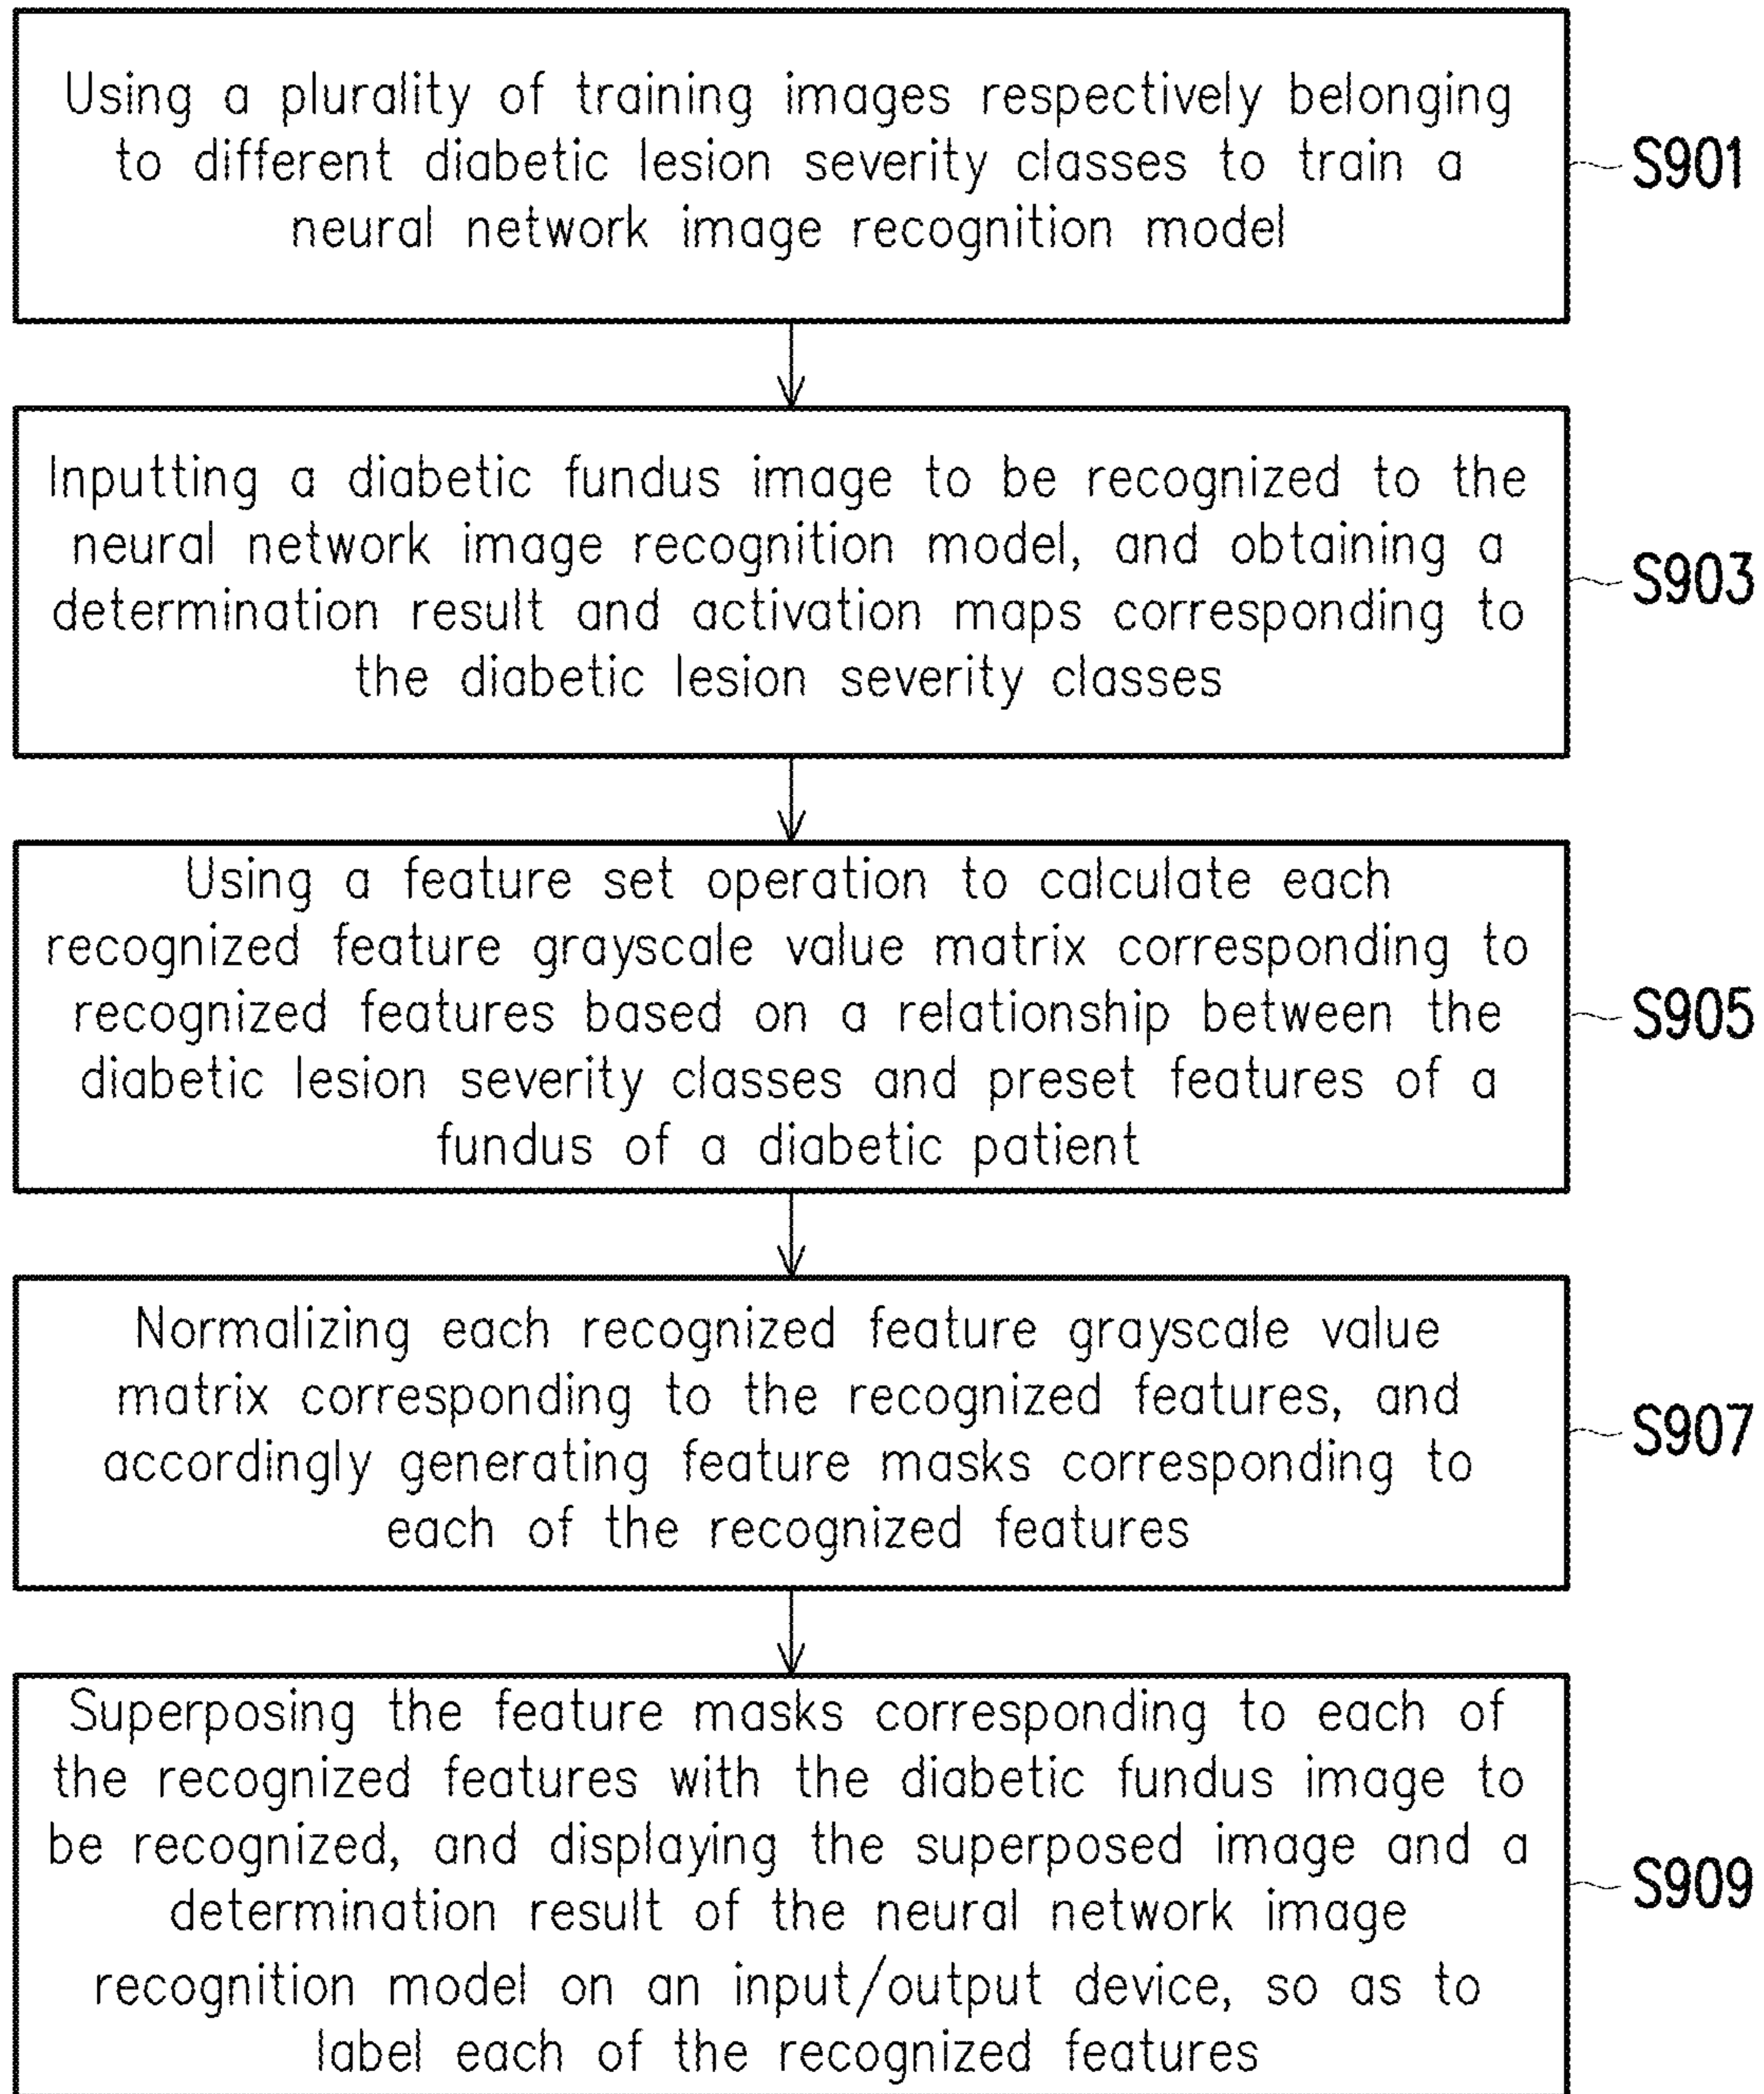 Using a plurality of training images respectively belonging
to different diabetic lesion severity classes to train a
neural network image recognition model
S901
Inputting a diabetic fundus image to be recognized to the
neural network image recognition model, and obtaining a
determination result and activation maps corresponding to
the diabetic lesion severity classes
S903
Using a feature set operation to calculate each
recognized feature grayscale value matrix corresponding to
recognized features based on a relationship between the
diabetic lesion severity classes and preset features of a
fundus of a diabetic patient
S905
Normalizing each recognized feature grayscale value
matrix corresponding to the recognized features, and
accordingly generating feature masks corresponding to
each of the recognized features
S907
Superposing the feature masks corresponding to each of
the recognized features with the diabetic fundus image to
be recognized, and displaying the superposed image and a
determination result of the neural network image
recognition model on an input/output device, so as to
label each of the recognized features
S909